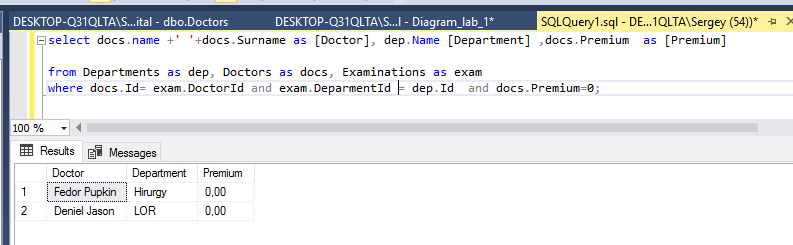 DESKTOP-Q31QLTA\S...ital - dbo.Doctors DESKTOP-Q31QLTA\S...l - Diagram_lab_1* SQLQuery1.sql - DE...1QLTA\Sergey (54))*
select docs.name +' '+docs.Surname as [Doctor], dep.Name [Department] ,docs.Premium as [Premium]
from Departments as dep, Doctors as docs, Examinations as exam
where docs.Id= exam.DoctorId and exam.DeparmentId = dep.Id and docs.Premium=0;
100 %
Results Messages
Doctor Department Premium
1 Fedor Pupkin Hirurgy 0,00
2 Deniel Jason LOR 0,00